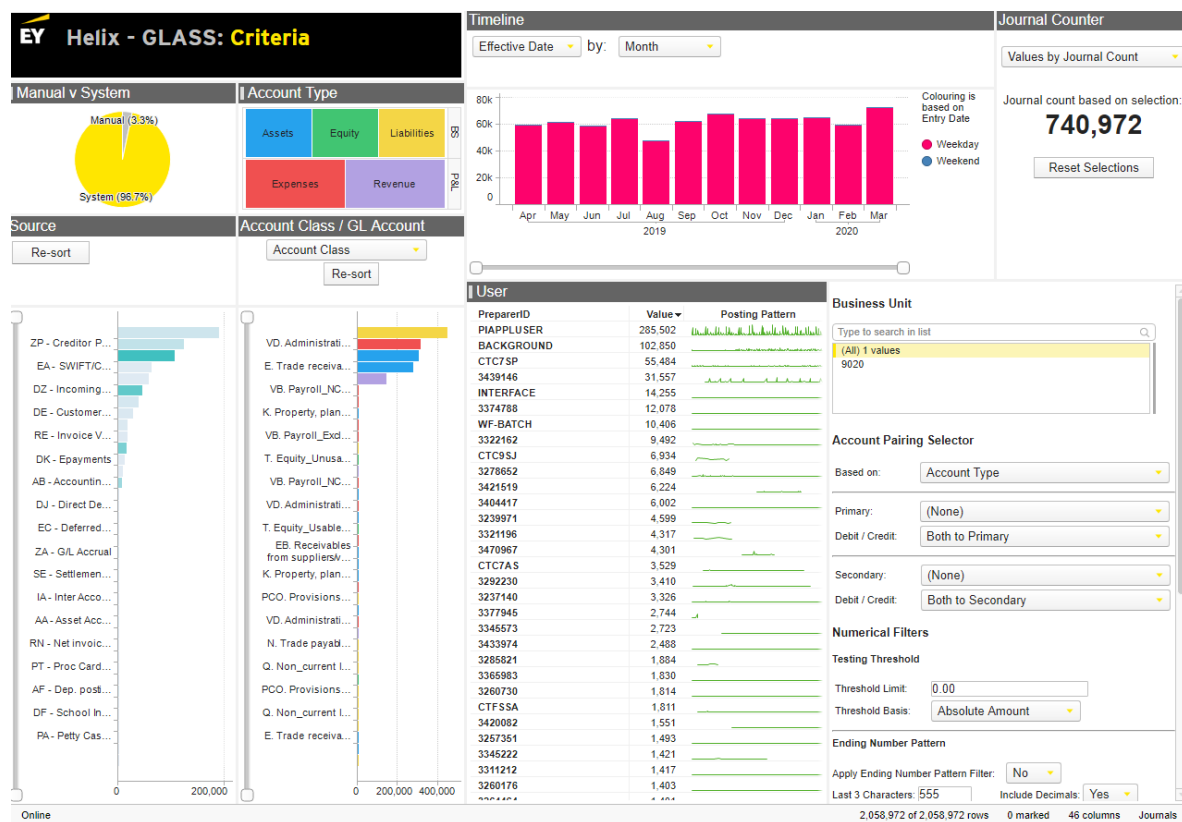 EY Helix - GLASS: Criteria
Timeline
Effective Date by: Month
Journal Counter
Values by Journal Count
Journal count based on selection:
740,972
Reset Selections
Manual v System
Manual (3.3%)
System (96.7%)
Account Type
Assets Equity Liabilities BS
Expenses Revenue P&L
80k
60k
40k
20k
0
Apr May Jun Jul Aug Sep Oct Nov Dec Jan Feb Mar
2019 2020
Colouring is
based on
Entry Date
Weekday
Weekend
Source
Re-sort
Account Class / GL Account
Account Class
Re-sort
ZP - Creditor P...
EA - SWIFT/C...
DZ - Incoming...
DE - Customer...
RE - Invoice V...
DK - Epayments
AB - Accountin...
DJ - Direct De...
EC - Deferred...
ZA - G/L Accrual
SE - Settlemen...
IA - Inter Acco...
AA - Asset Acc...
RN - Net invoic...
PT - Proc Card...
AF - Dep. posti...
DF - School In...
PA - Petty Cas...
0 200,000
VD. Administrati...
E. Trade receiva...
VB. Payroll_NC...
K. Property, plan...
VB. Payroll_Exd...
T. Equity_Unusa...
VB. Payroll_NC...
VD. Administrati...
T. Equity_Usable...
EB. Receivables
from suppliers/v...
K. Property, plan...
PCO. Provisions...
VD. Administrati...
N. Trade payabl...
Q. Non_current l...
PCO. Provisions...
Q. Non_current l...
E. Trade receiva...
0 200,000 400,000
User
PreparerID Value Posting Pattern
PIAPPLUSER 285,502
BACKGROUND 102,850
CTC7SP 55,484
3439146 31,557
INTERFACE 14,255
3374788 12,078
WF-BATCH 10,406
3322162 9,492
CTC9SJ 6,934
3278652 6,849
3421519 6,224
3404417 6,002
3239971 4,599
3321196 4,317
3470967 4,301
CTC7AS 3,529
3292230 3,410
3237140 3,326
3377945 2,744
3345573 2,723
3433974 2,488
3285821 1,884
3365983 1,830
3260730 1,814
CTFSSA 1,811
3420082 1,551
3257351 1,493
3345222 1,421
3311212 1,417
3260176 1,403
Business Unit
Type to search in list
(All) 1 values
9020
Account Pairing Selector
Based on: Account Type
Primary: (None)
Debit / Credit: Both to Primary
Secondary: (None)
Debit / Credit: Both to Secondary
Numerical Filters
Testing Threshold
Threshold Limit: 0.00
Threshold Basis: Absolute Amount
Ending Number Pattern
Apply Ending Number Pattern Filter: No
Last 3 Characters: 555 Include Decimals: Yes
Online 2,058,972 of 2,058,972 rows 0 marked 46 columns Journals